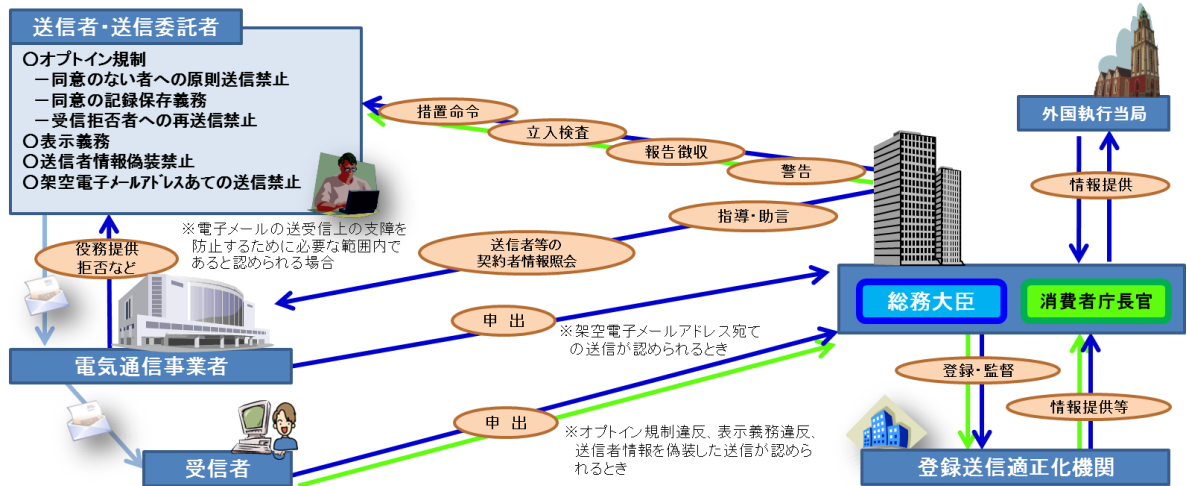 送信者・送信委託者
〇オプトイン規制
－同意のない者への原則送信禁止
－同意の記録保存義務
－受信拒否者への再送信禁止
〇表示義務
〇送信者情報偽装禁止
〇架空電子メールアドレスあての送信禁止
措置命令
立入検査
報告徴収
警告
外国執行当局
情報提供
指導・助言
※電子メールの送受信上の支障を
防止するために必要な範囲内で
あると認められる場合
役務提供
拒否など
送信者等の
契約者情報照会
総務大臣
消費者庁長官
申 出
※架空電子メールアドレス宛て
の送信が認められるとき
電気通信事業者
登録・監督
情報提供等
申 出
※オプトイン規制違反、表示義務違反、
送信者情報を偽装した送信が認めら
れるとき
受信者
登録送信適正化機関